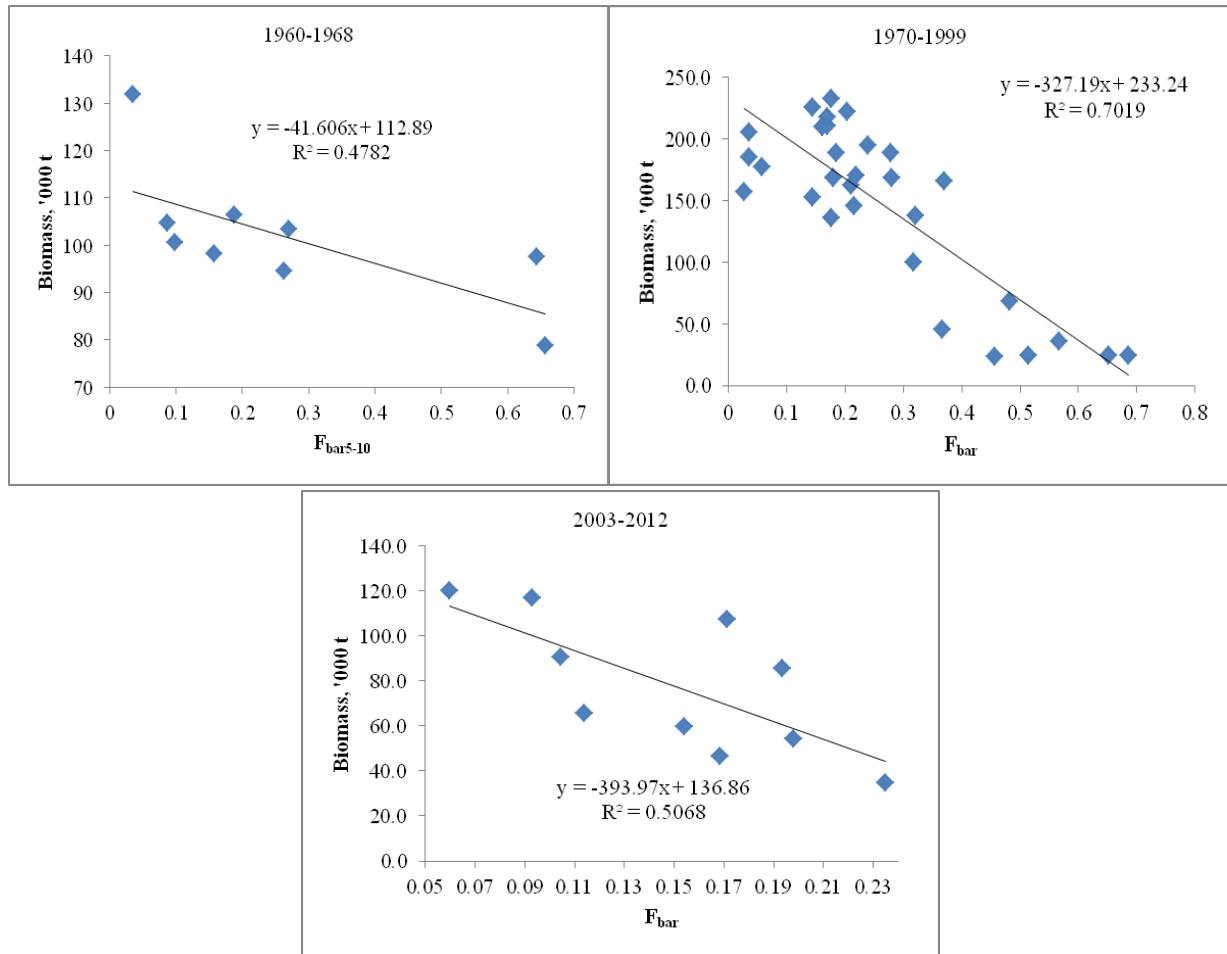 1960-1968
140
130
120
110
100
90
80
70
Biomass, '000 t
y = -41.606x + 112.89
R² = 0.4782
0 0.1 0.2 0.3 0.4 0.5 0.6 0.7
Fbar5-10
1970-1999
250.0
200.0
150.0
100.0
50.0
0.0
Biomass, '000 t
y = -327.19x + 233.24
R² = 0.7019
0 0.1 0.2 0.3 0.4 0.5 0.6 0.7 0.8
Fbar
2003-2012
140.0
120.0
100.0
80.0
60.0
40.0
20.0
0.0
Biomass, '000 t
y = -393.97x + 136.86
R² = 0.5068
0.05 0.07 0.09 0.11 0.13 0.15 0.17 0.19 0.21 0.23
Fbar